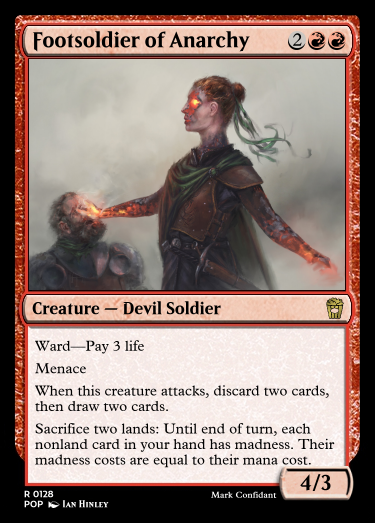 Footsoldier of Anarchy 2
Creature — Devil Soldier
Ward—Pay 3 life
Menace
When this creature attacks, discard two cards,
then draw two cards.
Sacrifice two lands: Until end of turn, each
nonland card in your hand has madness. Their
madness costs are equal to their mana cost.
4/3
R 0128
POP Ian Hinley
Mark Confidant